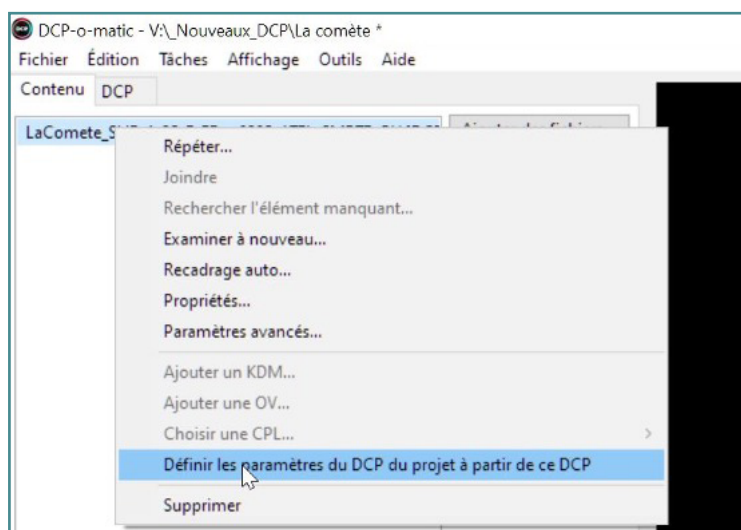 DCP-o-matic - V:\_Nouveaux_DCP\La comète *
Fichier Édition Tâches Affichage Outils Aide
Contenu DCP
Répéter...
Joindre
Rechercher l'élément manquant...
Examiner à nouveau...
Recadrage auto...
Propriétés...
Paramètres avancés...
Ajouter un KDM...
Ajouter une OV...
Choisir une CPL...
Définir les paramètres du DCP du projet à partir de ce DCP
Supprimer